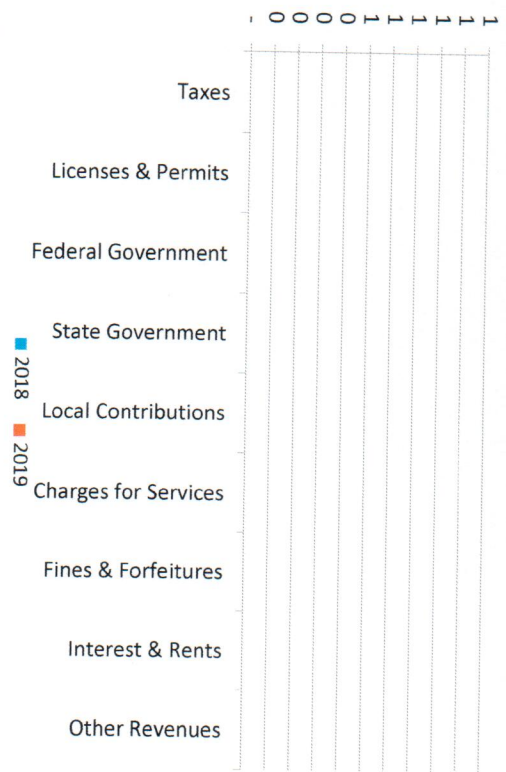 1
1
1
1
1
1
0
0
0
0
-
Taxes
Licenses & Permits
Federal Government
State Government
Local Contributions
Charges for Services
Fines & Forfeitures
Interest & Rents
Other Revenues
2018 2019